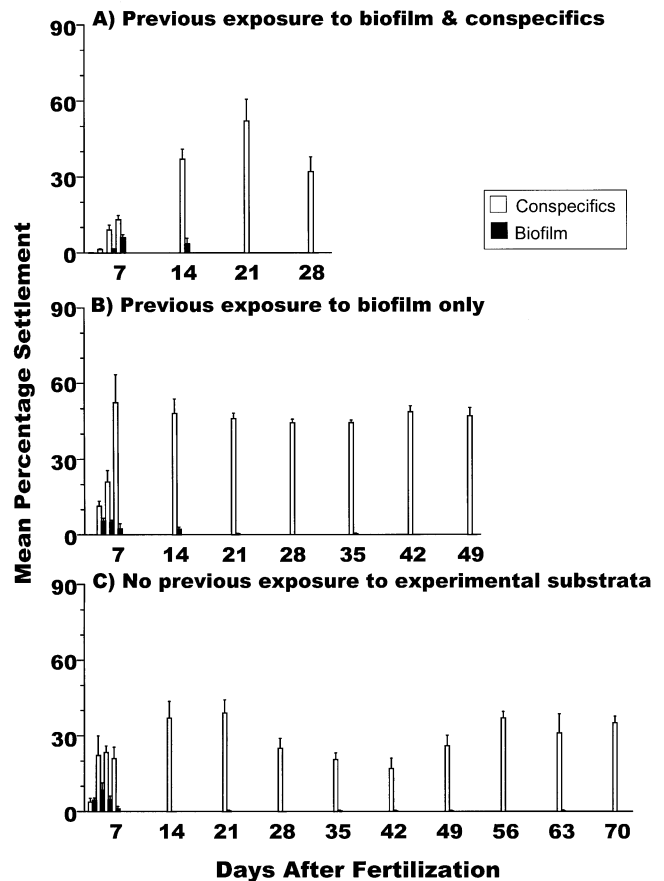 A) Previous exposure to biofilm & conspecifics
90
60
30
0
7 14 21 28
Conspecifics
Biofilm
Mean Percentage Settlement
B) Previous exposure to biofilm only
90
60
30
0
7 14 21 28 35 42 49
C) No previous exposure to experimental substrata
90
60
30
0
7 14 21 28 35 42 49 56 63 70
Days After Fertilization